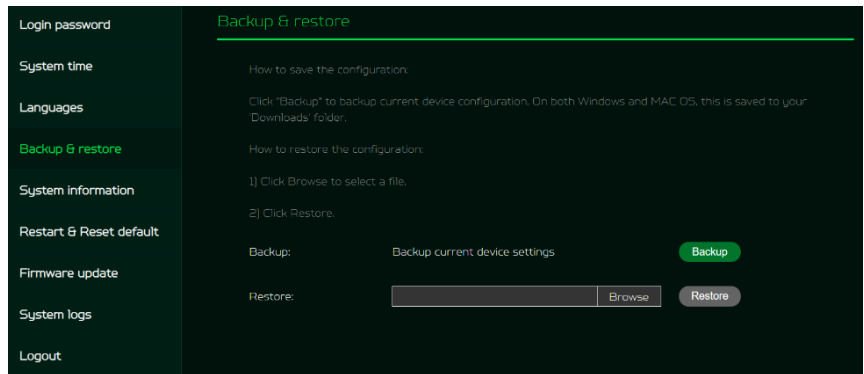 Login password
System time
Languages
Backup & restore
System information
Restart & Reset default
Firmware update
System logs
Logout
Backup & restore
How to save the configuration:
Click "Backup" to backup current device configuration. On both Windows and MAC OS, this is saved to your
'Downloads' folder.
How to restore the configuration:
1) Click Browse to select a file.
2) Click Restore.
Backup: Backup current device settings Backup
Restore: Browse Restore